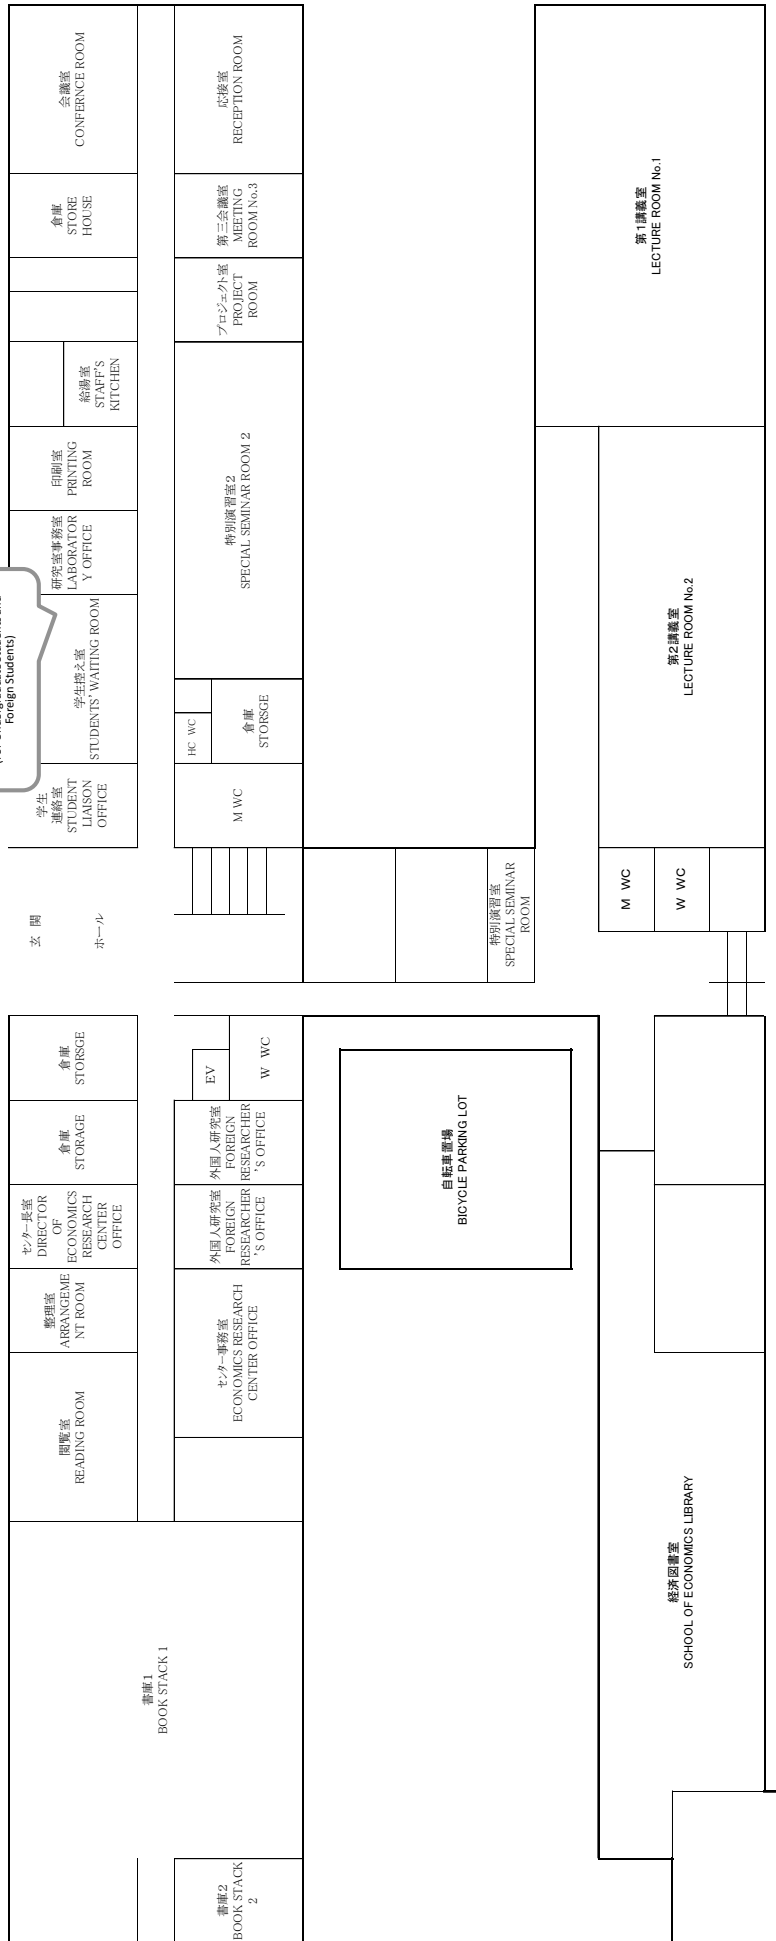 会議室
CONFERNCE ROOM
応接室
RECEPTION ROOM
第1講義室
LECTURE ROOM No.1
倉庫
STORE
HOUSE
第三会議室
MEETING
ROOM No.3
プロジェクト室
PROJECT
ROOM
給湯室
STAFF'S
KITCHEN
印刷室
PRINTING
ROOM
特別演習室2
SPECIAL SEMINAR ROOM 2
研究室事務室
LABORATOR
Y OFFICE
Foreign Students)
学生控え室
STUDENTS' WAITING ROOM
第2講義室
LECTURE ROOM No.2
HC WC
倉庫
STORSGE
学生
連絡室
STUDENT
LIAISON
OFFICE
M WC
玄 関
ホール
特別演習室
SPECIAL SEMINAR
ROOM
M WC
W WC
倉庫
STORSGE
EV
W WC
自転車置場
BICYCLE PARKING LOT
倉庫
STORAGE
外国人研究室
FOREIGN
RESEARCHER
'S OFFICE
センター長室
DIRECTOR
OF
ECONOMICS
RESEARCH
CENTER
OFFICE
外国人研究室
FOREIGN
RESEARCHER
'S OFFICE
整理室
ARRANGEME
NT ROOM
センター事務室
ECONOMICS RESEARCH
CENTER OFFICE
閲覧室
READING ROOM
経済図書室
SCHOOL OF ECONOMICS LIBRARY
書庫1
BOOK STACK 1
書庫2
BOOK STACK
2